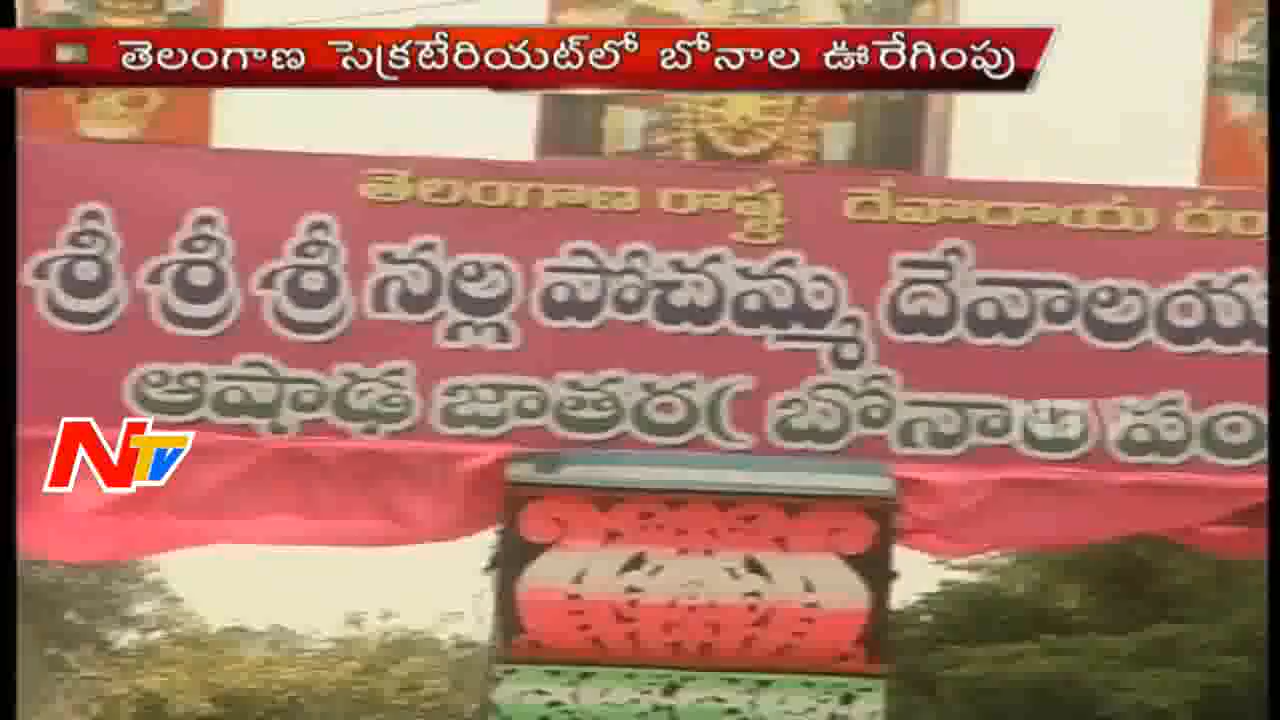 తెలంగాణ సెక్రటేరియట్‌లో బోనాల ఊరేగింపు
తెలంగాణ రాష్ట్ర దేవాదాయ
శ్రీ శ్రీ శ్రీ నల్ల పోచమ్మ దేవాలయ
ఆషాఢ జాతర బోనాల
NTV